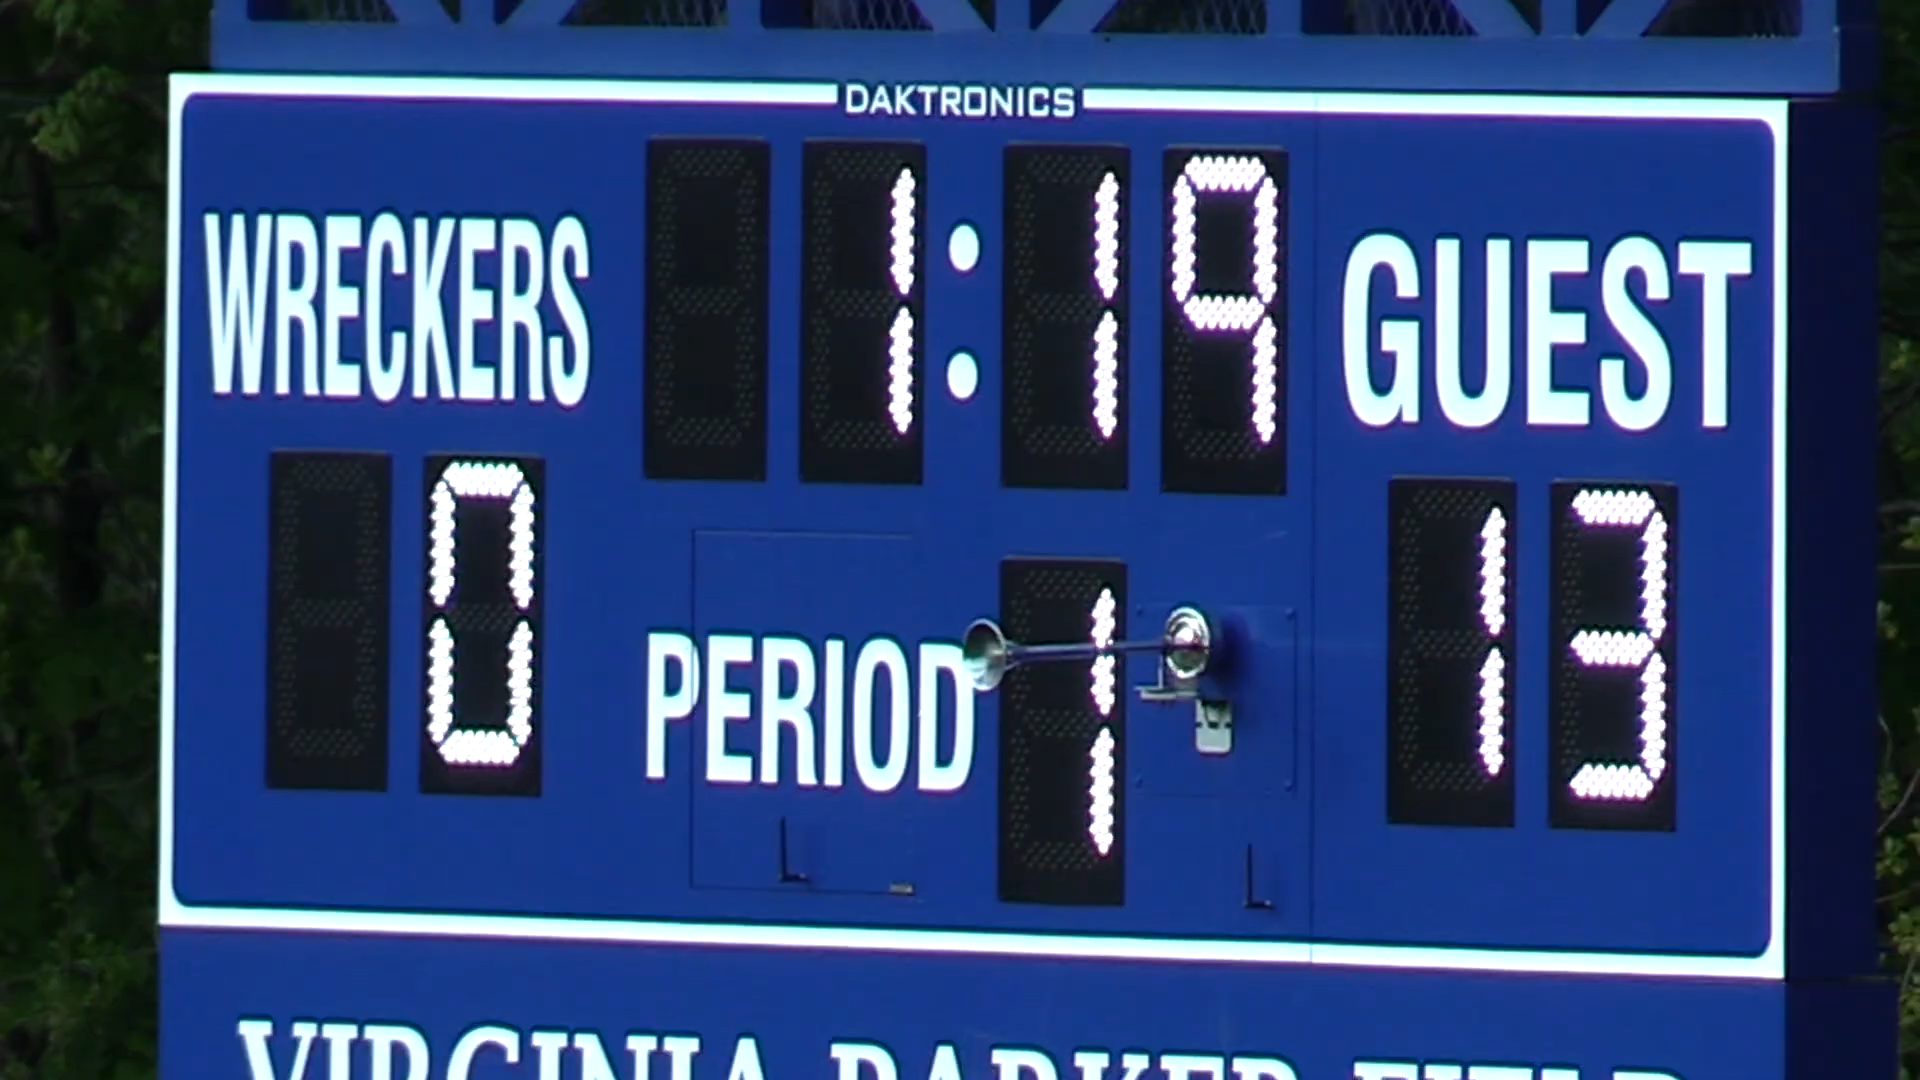 DAKTRONICS
WRECKERS 1:19 GUEST
0 PERIOD 1 13
VIRGINIA PARKER FIELD